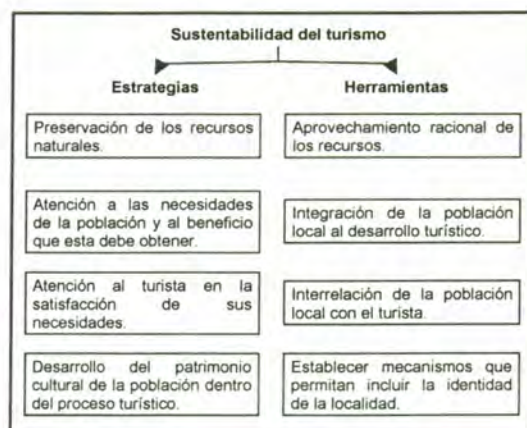 Sustentabilidad del turismo
Estrategias
Herramientas
Preservación de los recursos
naturales.
Aprovechamiento racional de
los recursos.
Atención a las necesidades
de la población y al beneficio
que esta debe obtener.
Integración de la población
local al desarrollo turístico.
Atención al turista en la
satisfacción de sus
necesidades.
Interrelación de la población
local con el turista.
Desarrollo del patrimonio
cultural de la población dentro
del proceso turístico.
Establecer mecanismos que
permitan incluir la identidad
de la localidad.